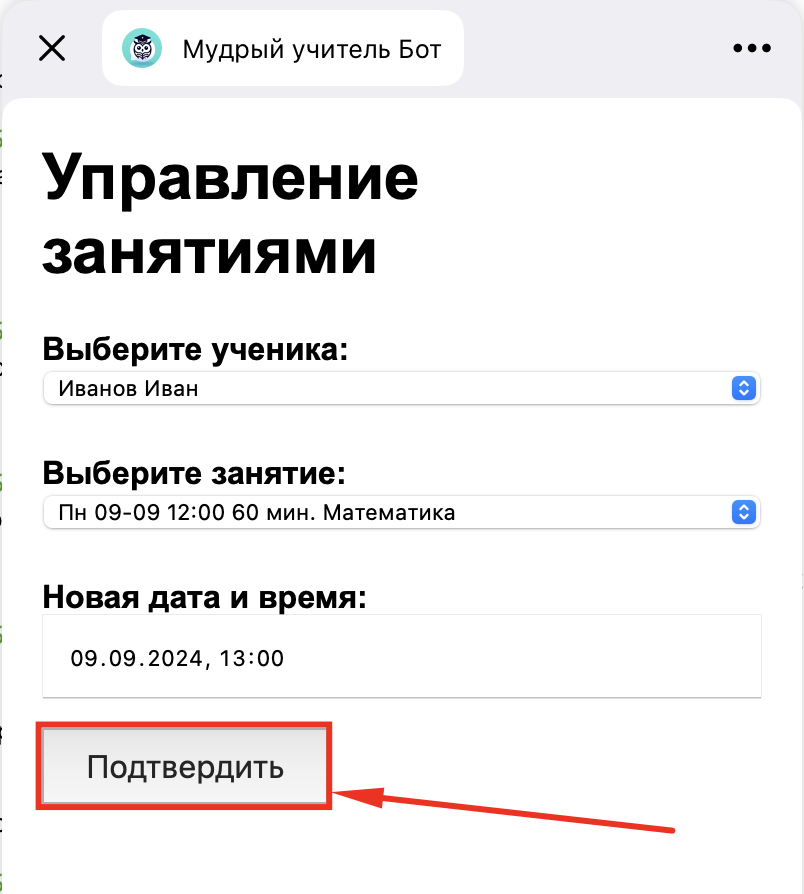 Мудрый учитель Бот
Управление
занятиями
Выберите ученика:
Иванов Иван
Выберите занятие:
Пн 09-09 12:00 60 мин. Математика
Новая дата и время:
09.09.2024, 13:00
Подтвердить